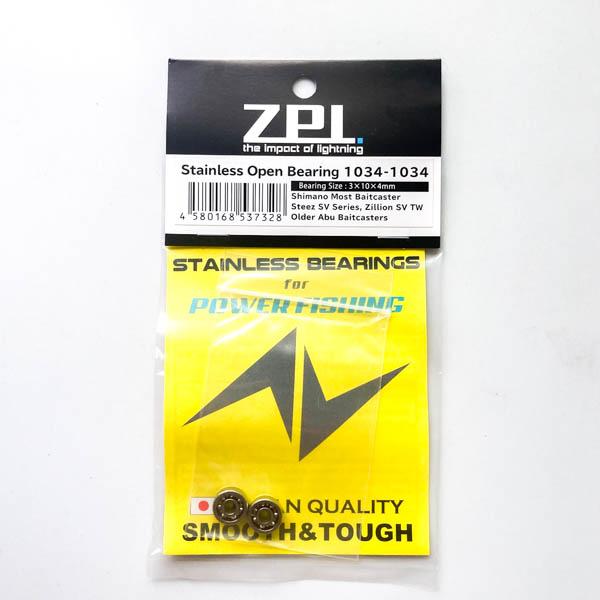 ZPI.
the impact of lightning
Stainless Open Bearing 1034-1034
Bearing Size : 3×10×4mm
Shimano Most Baitcaster
Steez SV Series, Zillion SV TW
Older Abu Baitcasters
4 580168 537328
STAINLESS BEARINGS
for
POWER FISHING
AN QUALITY
SMOOTH&TOUGH